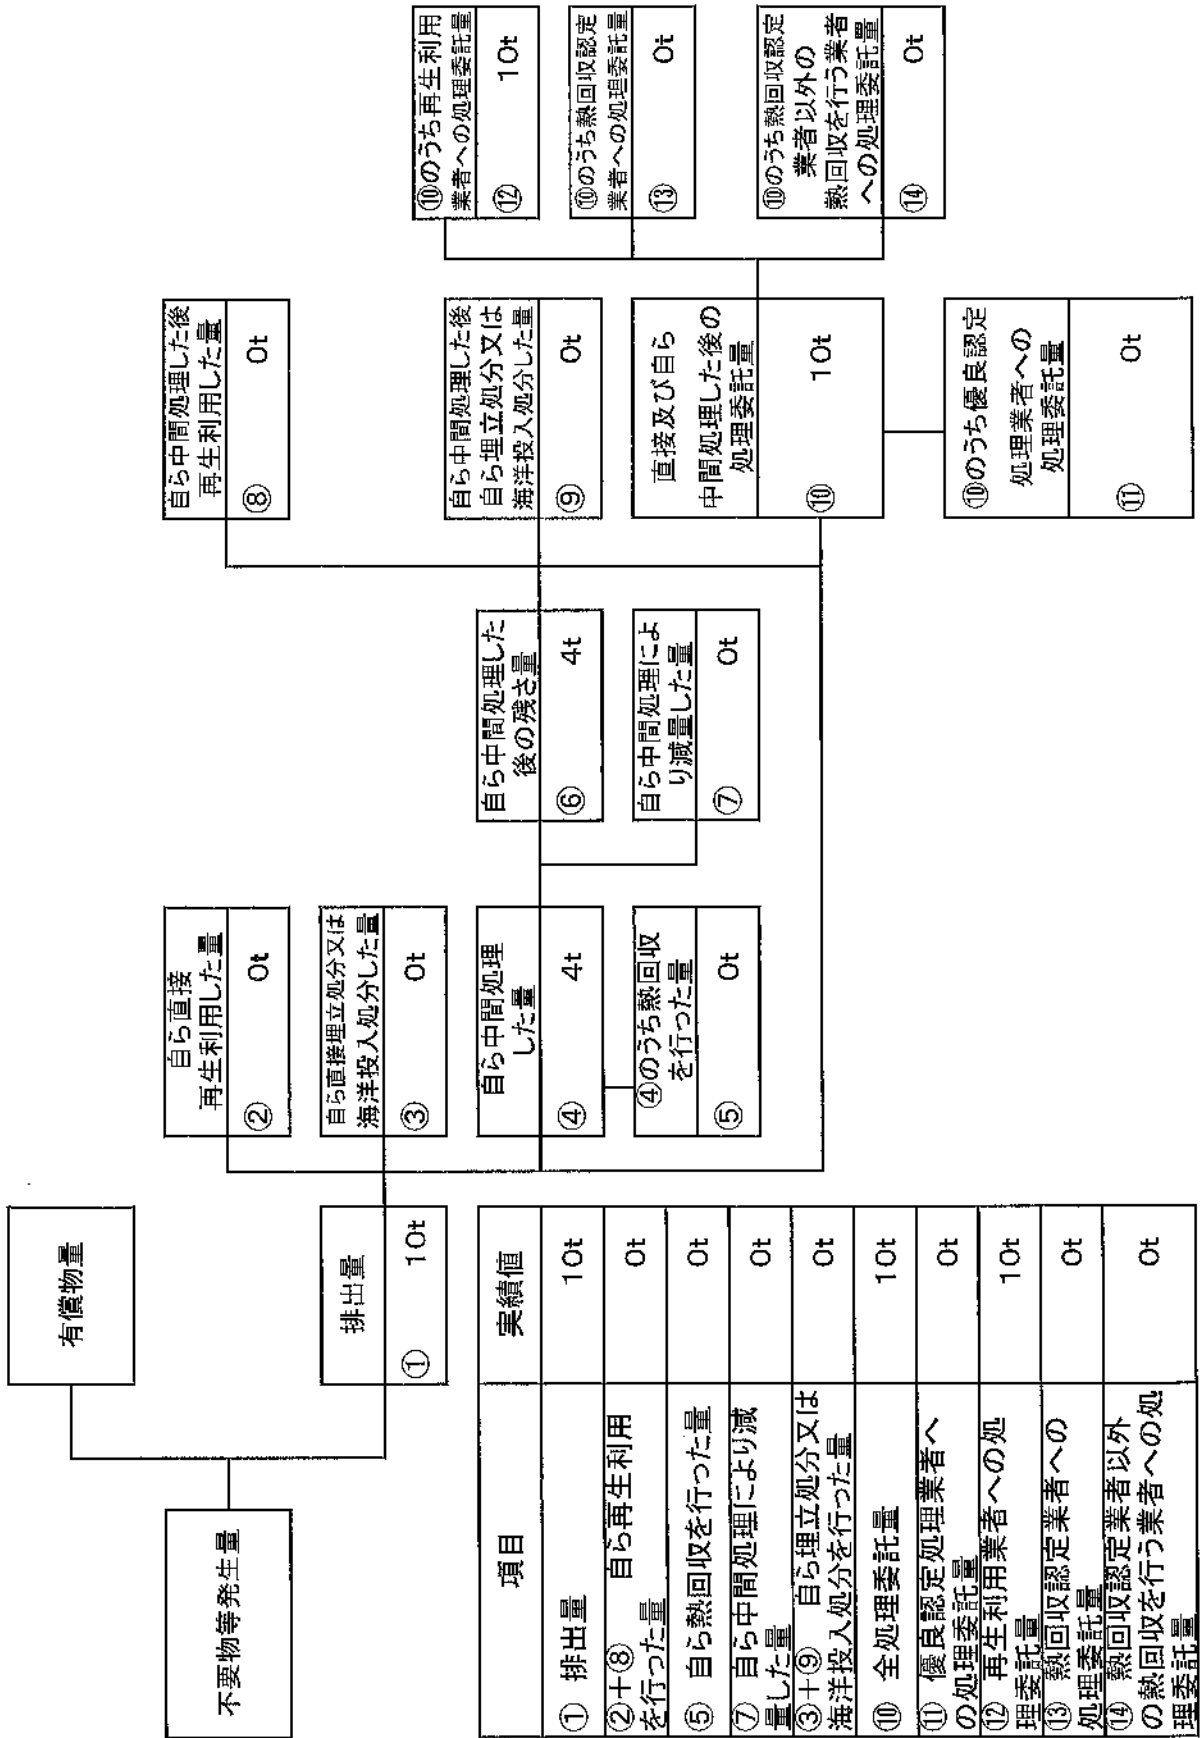 不要物等発生量
有償物量
排出量
① 10t
自ら直接
再生利用した量
② 0t
自ら直接埋立処分又は
海洋投入処分した量
③ 0t
自ら中間処理
した量
④ 4t
④のうち熱回収
を行った量
⑤ 0t
自ら中間処理した
後の残さ量
⑥ 4t
自ら中間処理によ
り減量した量
⑦ 0t
自ら中間処理した後
再生利用した量
⑧ 0t
自ら中間処理した後
自ら埋立処分又は
海洋投入処分した量
⑨ 0t
直接及び自ら
中間処理した後の
処理委託量
⑩ 10t
⑩のうち優良認定
処理業者への
処理委託量
⑪ 0t
⑩のうち再生利用
業者への処理委託量
⑫ 10t
⑩のうち熱回収認定
業者への処理委託量
⑬ 0t
⑩のうち熱回収認定
業者以外の
熱回収を行う業者
への処理委託量
⑭ 0t
項目 実績値
① 排出量 10t
②+⑧ 自ら再生利用
を行った量 0t
⑤ 自ら熱回収を行った量 0t
⑦ 自ら中間処理により減
量した量 0t
③+⑨ 自ら埋立処分又は
海洋投入処分を行った量 0t
⑩ 全処理委託量 10t
⑪ 優良認定処理業者へ
の処理委託量 0t
⑫ 再生利用業者への処
理委託量 10t
⑬ 熱回収認定業者への
処理委託量 0t
⑭ 熱回収認定業者以外
の熱回収を行う業者への処
理委託量 0t